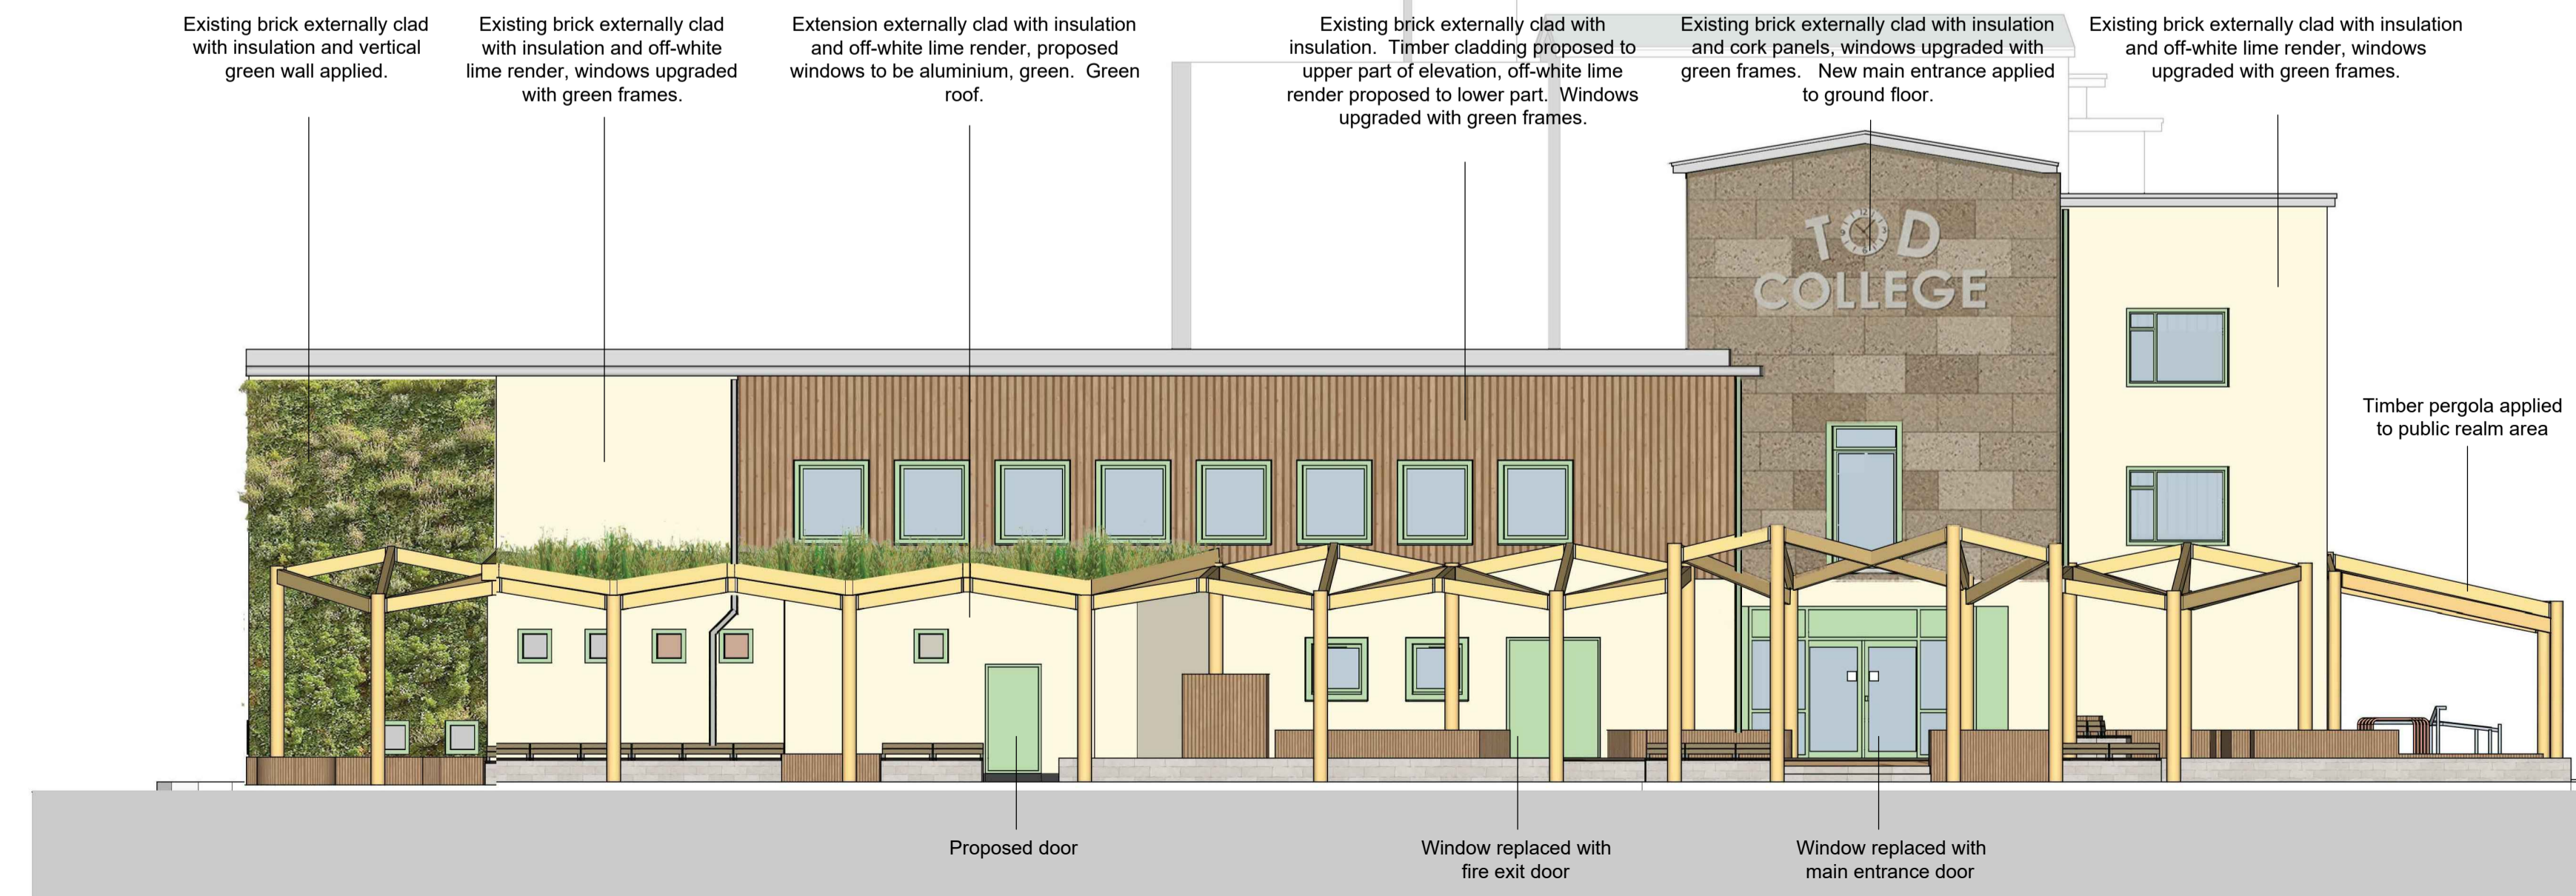 Existing brick externally clad
with insulation and vertical
green wall applied.
Existing brick externally clad
with insulation and off-white
lime render, windows upgraded
with green frames.
Extension externally clad with insulation
and off-white lime render, proposed
windows to be aluminium, green. Green
roof.
Existing brick externally clad with
insulation. Timber cladding proposed to
upper part of elevation, off-white lime
render proposed to lower part. Windows
upgraded with green frames.
Existing brick externally clad with insulation
and cork panels, windows upgraded with
green frames. New main entrance applied
to ground floor.
Existing brick externally clad with insulation
and off-white lime render, windows
upgraded with green frames.
TOD
COLLEGE
Timber pergola applied
to public realm area
Proposed door
Window replaced with
fire exit door
Window replaced with
main entrance door